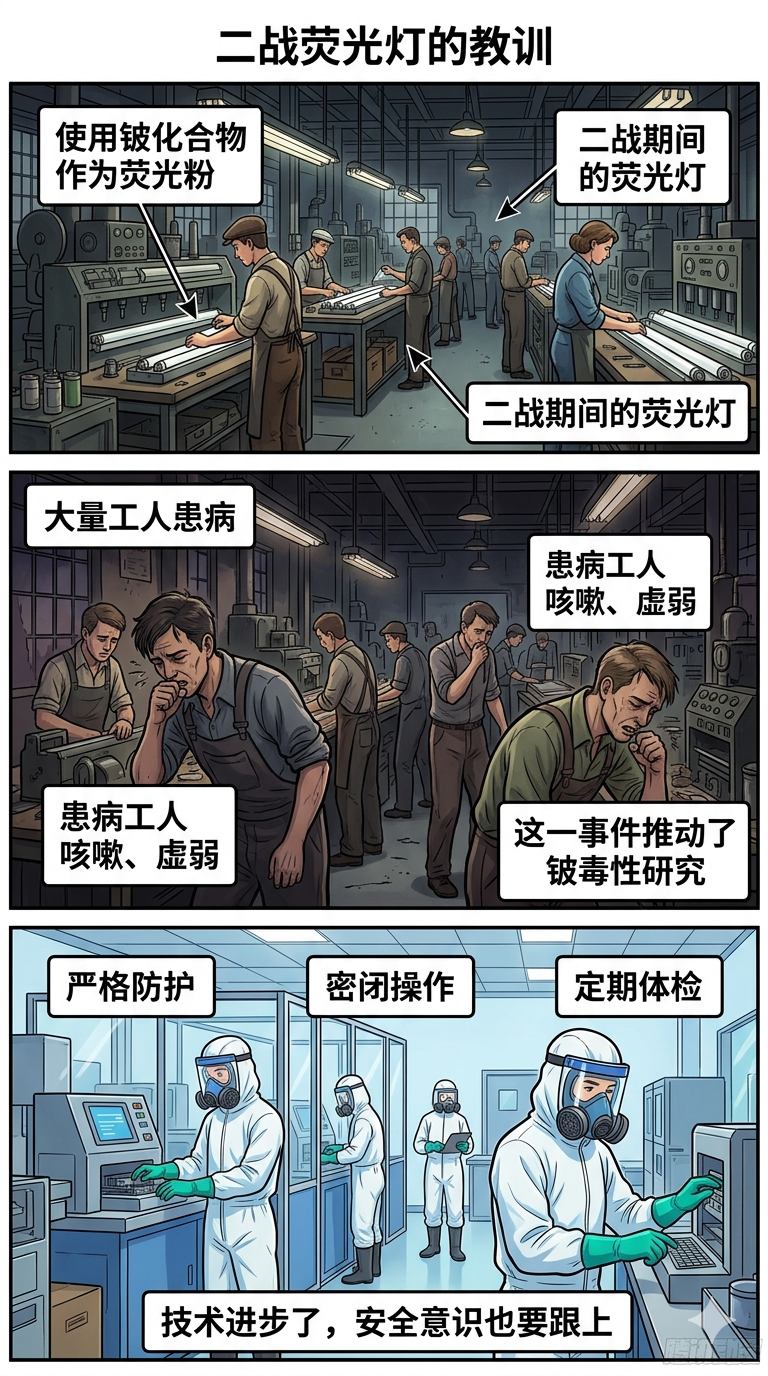 二战荧光灯的教训
使用铍化合物
作为荧光粉
二战期间
的荧光灯
二战期间的荧光灯
大量工人患病
患病工人
咳嗽、虚弱
患病工人
咳嗽、虚弱
这一事件推动了
铍毒性研究
严格防护
密闭操作
定期体检
技术进步了，安全意识也要跟上